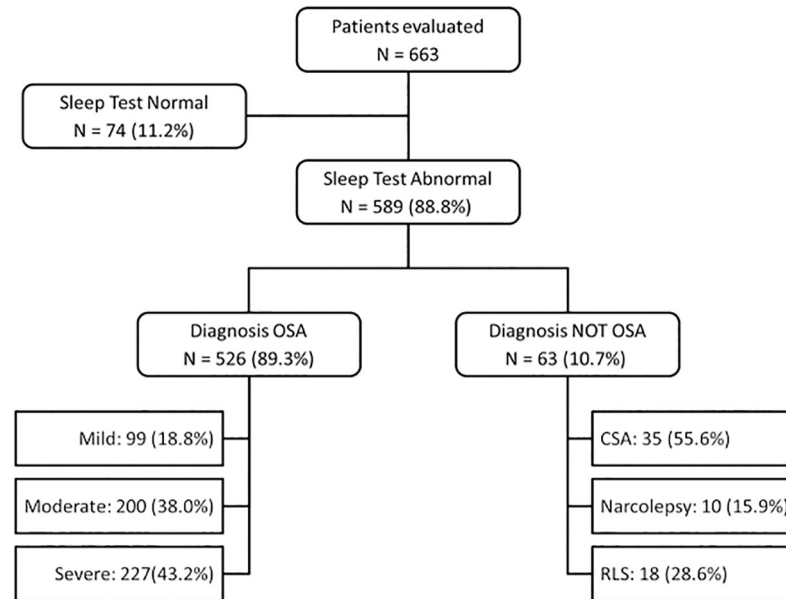 Patients evaluated
N = 663
Sleep Test Normal
N = 74 (11.2%)
Sleep Test Abnormal
N = 589 (88.8%)
Diagnosis OSA
N = 526 (89.3%)
Diagnosis NOT OSA
N = 63 (10.7%)
Mild: 99 (18.8%)
Moderate: 200 (38.0%)
Severe: 227(43.2%)
CSA: 35 (55.6%)
Narcolepsy: 10 (15.9%)
RLS: 18 (28.6%)